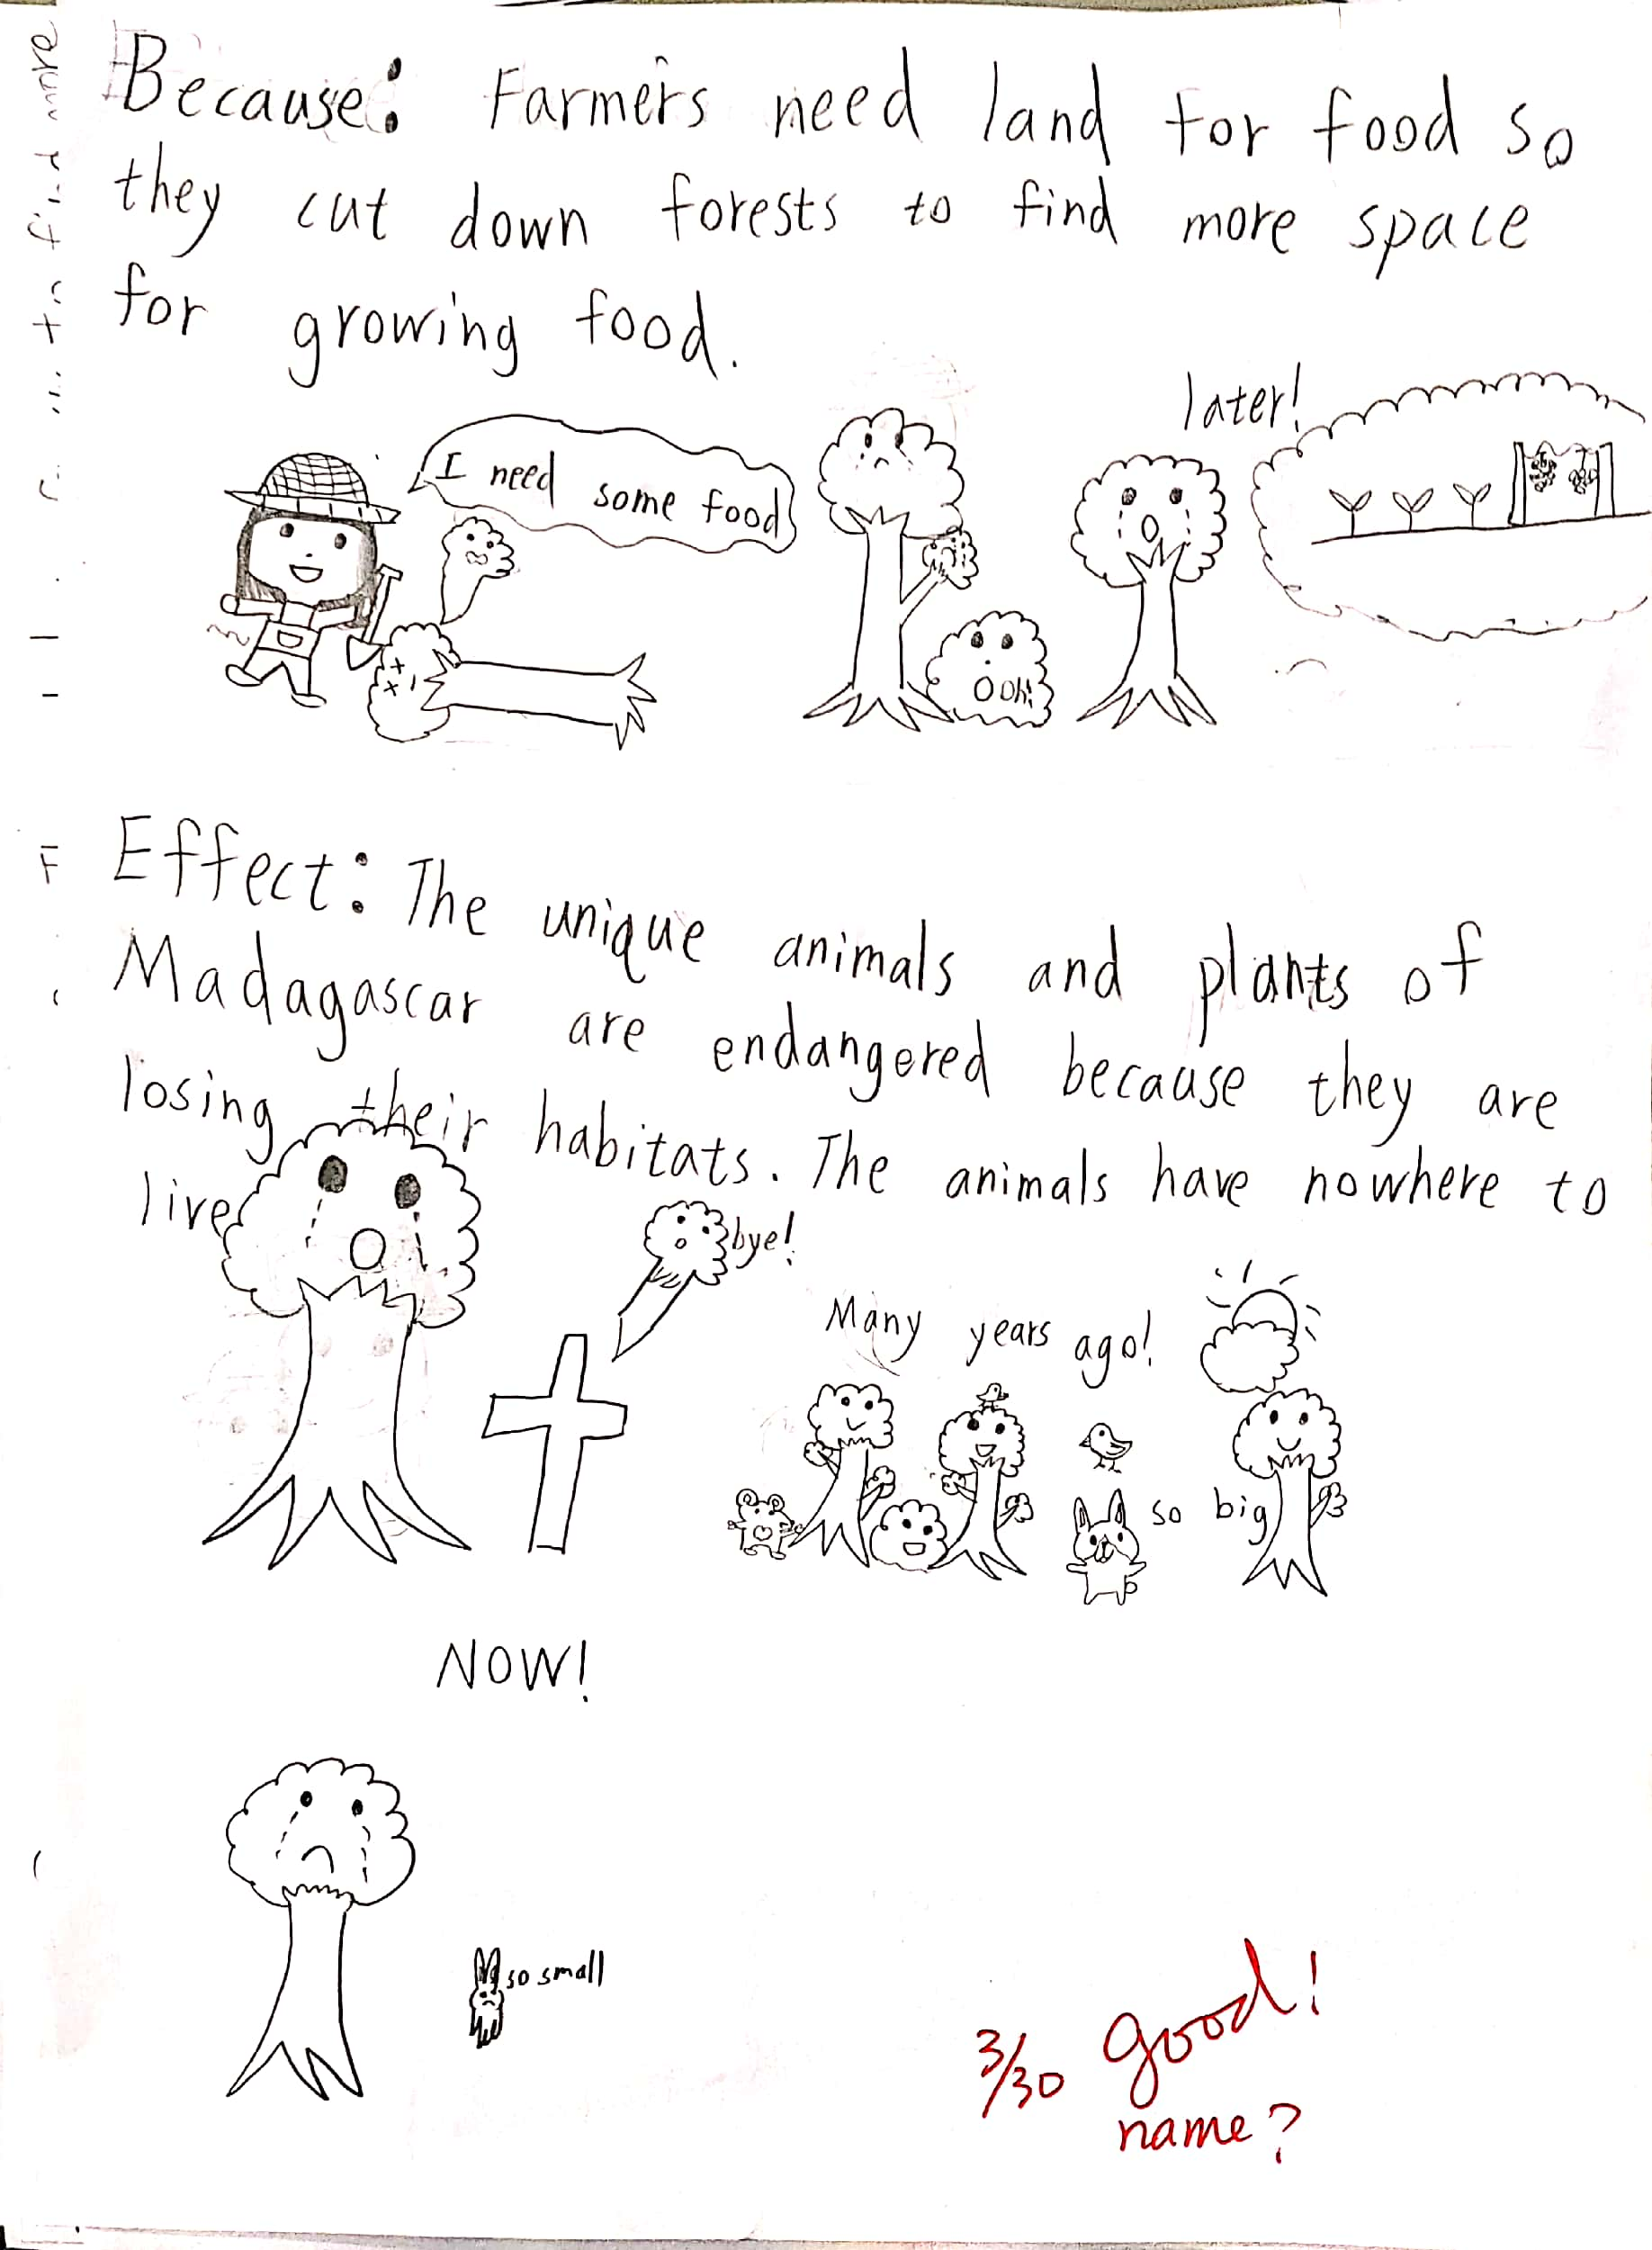 Because: Farmers need land for food so
they cut down forests to find more space
for growing food.
later!
I need some food
Ooh!
Effect: The unique animals and plants of
Madagascar are endangered because they are
losing their habitats. The animals have nowhere to
live
bye!
Many years ago!
so big
NOW!
so small
3/30 good!
name?